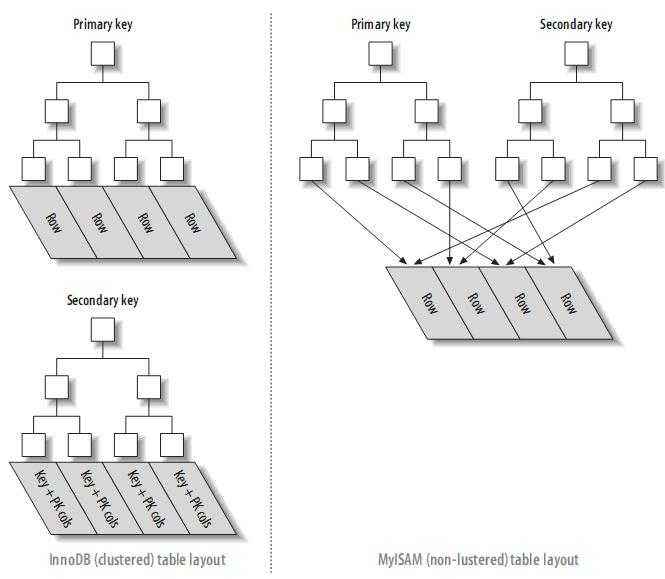 Primary key
Row
Row
Row
Row
Secondary key
Key + PK cols
Key + PK cols
Key + PK cols
Key + PK cols
InnoDB (clustered) table layout
Primary key
Secondary key
Row
Row
Row
Row
MyISAM (non-lustered) table layout